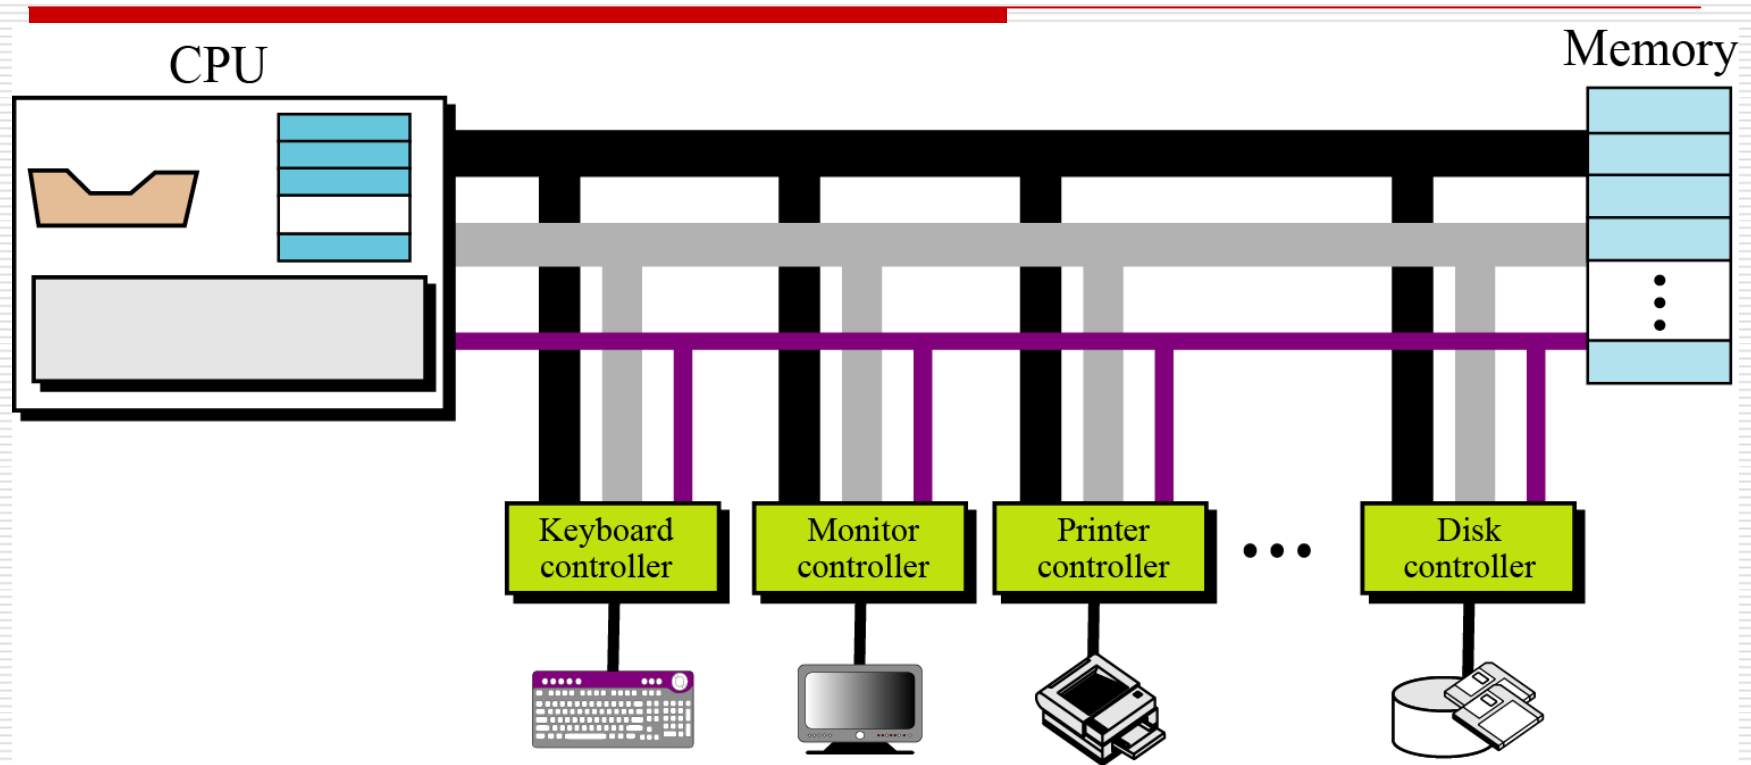 CPU
Memory
Keyboard
controller
Monitor
controller
Printer
controller
Disk
controller